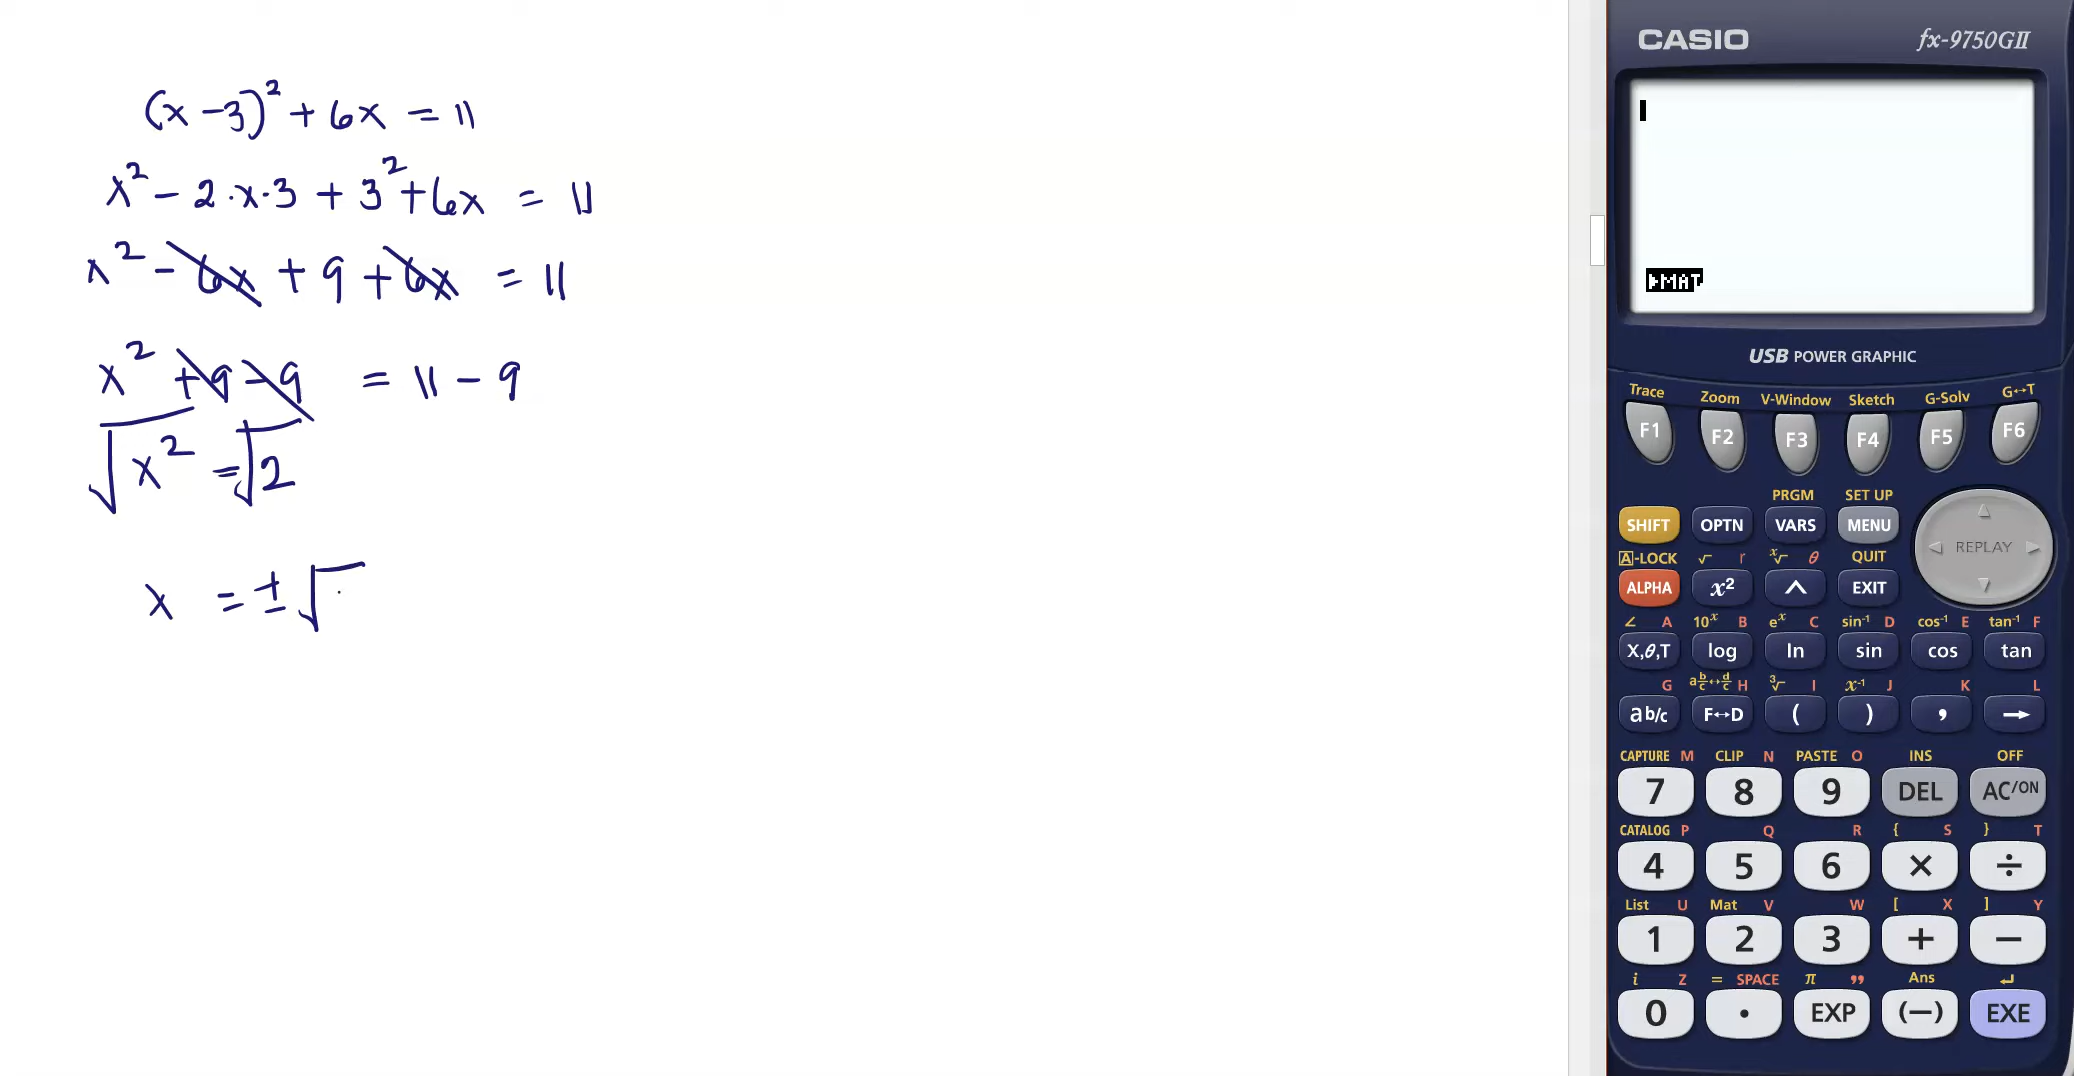 (x - 3)² + 6x = 11
x² - 2·x·3 + 3² + 6x = 11
x² - 6x + 9 + 6x = 11
x² + 9 - 9 = 11 - 9
√x² = √2
x = ±√
CASIO fx-9750GII
▶MAT
USB POWER GRAPHIC
Trace Zoom V-Window Sketch G-Solv G↔T
F1 F2 F3 F4 F5 F6
PRGM SET UP
SHIFT OPTN VARS MENU
A-LOCK √ r ˣ√ θ QUIT
REPLAY
ALPHA x² ^ EXIT
∠ A 10ˣ B eˣ C sin⁻¹ D cos⁻¹ E tan⁻¹ F
X,θ,T log ln sin cos tan
G a b/c↔d/c H ³√ I x⁻¹ J K L
a b/c F↔D ( ) , →
CAPTURE M CLIP N PASTE O INS OFF
7 8 9 DEL AC/ON
CATALOG P Q R { S } T
4 5 6 × ÷
List U Mat V W [ X ] Y
1 2 3 + −
i Z = SPACE π ” Ans ↵
0 • EXP (−) EXE